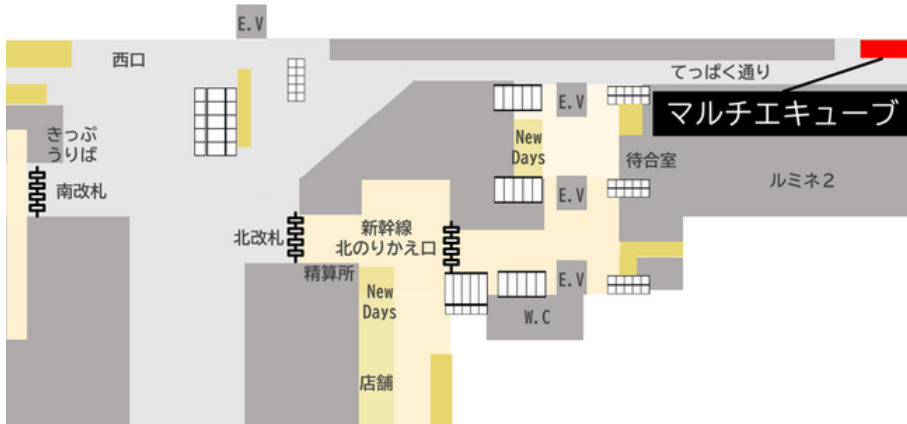 E.V
西口
てっぱく通り
マルチエキューブ
E.V
きっぷ
うりば
New
Days
待合室
ルミネ2
南改札
E.V
北改札
新幹線
北のりかえ口
精算所
E.V
New
Days
W.C
店舗